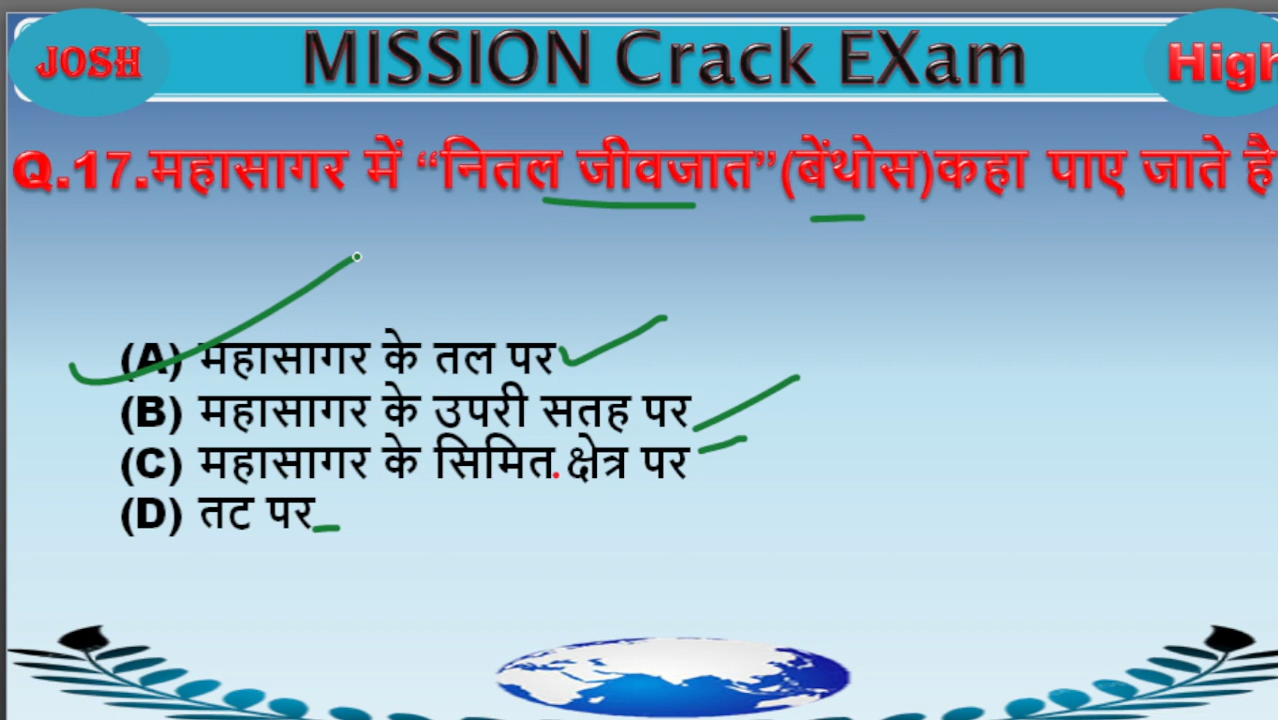 JOSH
MISSION Crack EXam
High
Q.17.महासागर में “नितल जीवजात”(बेंथोस)कहा पाए जाते है
(A) महासागर के तल पर
(B) महासागर के उपरी सतह पर
(C) महासागर के सिमित.क्षेत्र पर
(D) तट पर